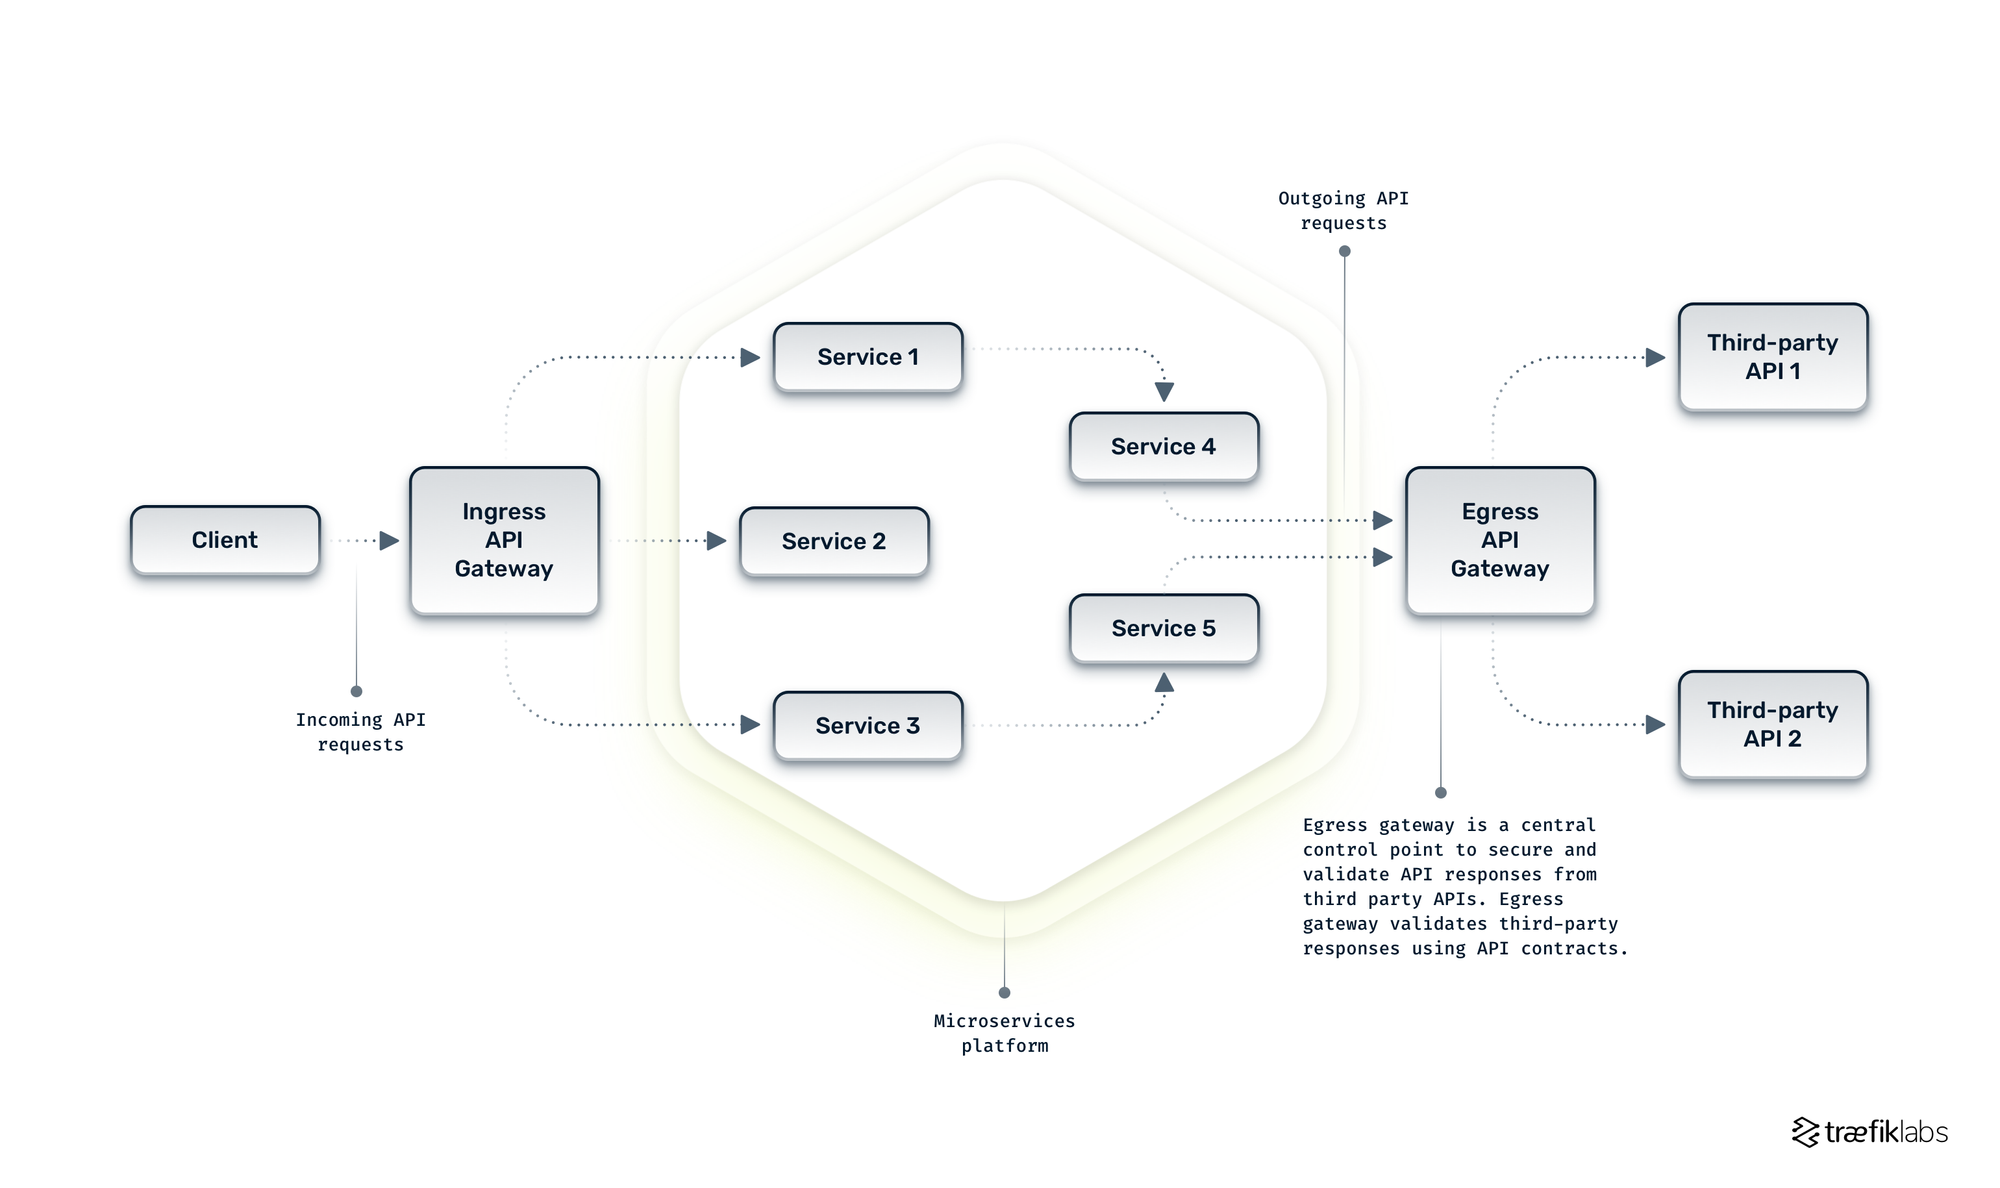 Outgoing API
requests
Third-party
API 1
Service 1
Service 4
Client
Ingress
API
Gateway
Service 2
Egress
API
Gateway
Service 5
Service 3
Third-party
API 2
Incoming API
requests
Egress gateway is a central
control point to secure and
validate API responses from
third party APIs. Egress
gateway validates third-party
responses using API contracts.
Microservices
platform
træfiklabs